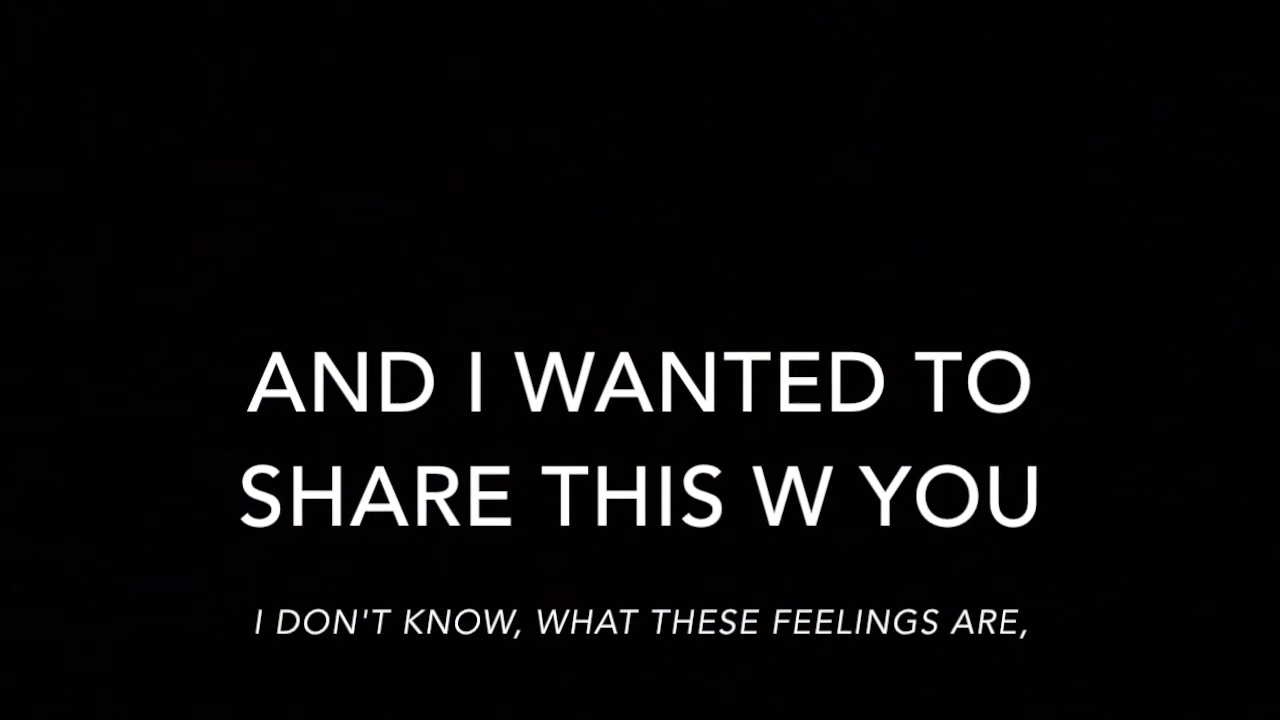 AND I WANTED TO
SHARE THIS W YOU
I DON'T KNOW, WHAT THESE FEELINGS ARE,